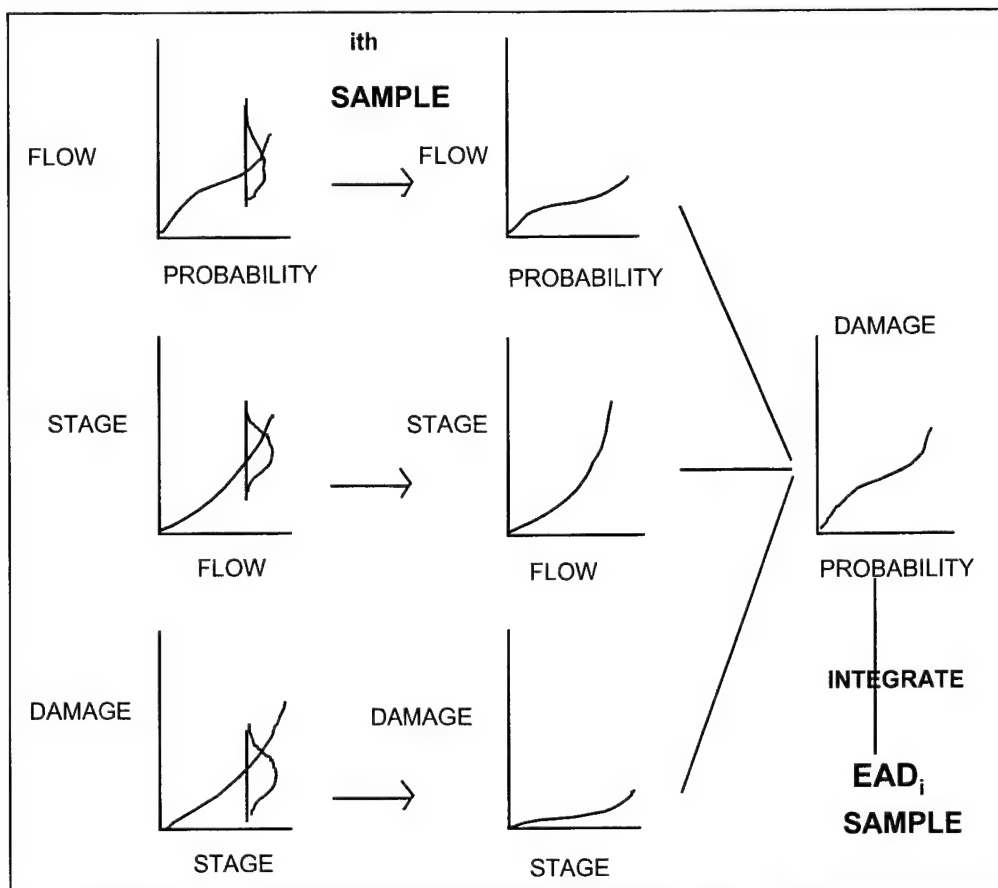 ith
SAMPLE
FLOW
FLOW
PROBABILITY
PROBABILITY
DAMAGE
STAGE
STAGE
FLOW
FLOW
PROBABILITY
INTEGRATE
DAMAGE
DAMAGE
EADi
SAMPLE
STAGE
STAGE